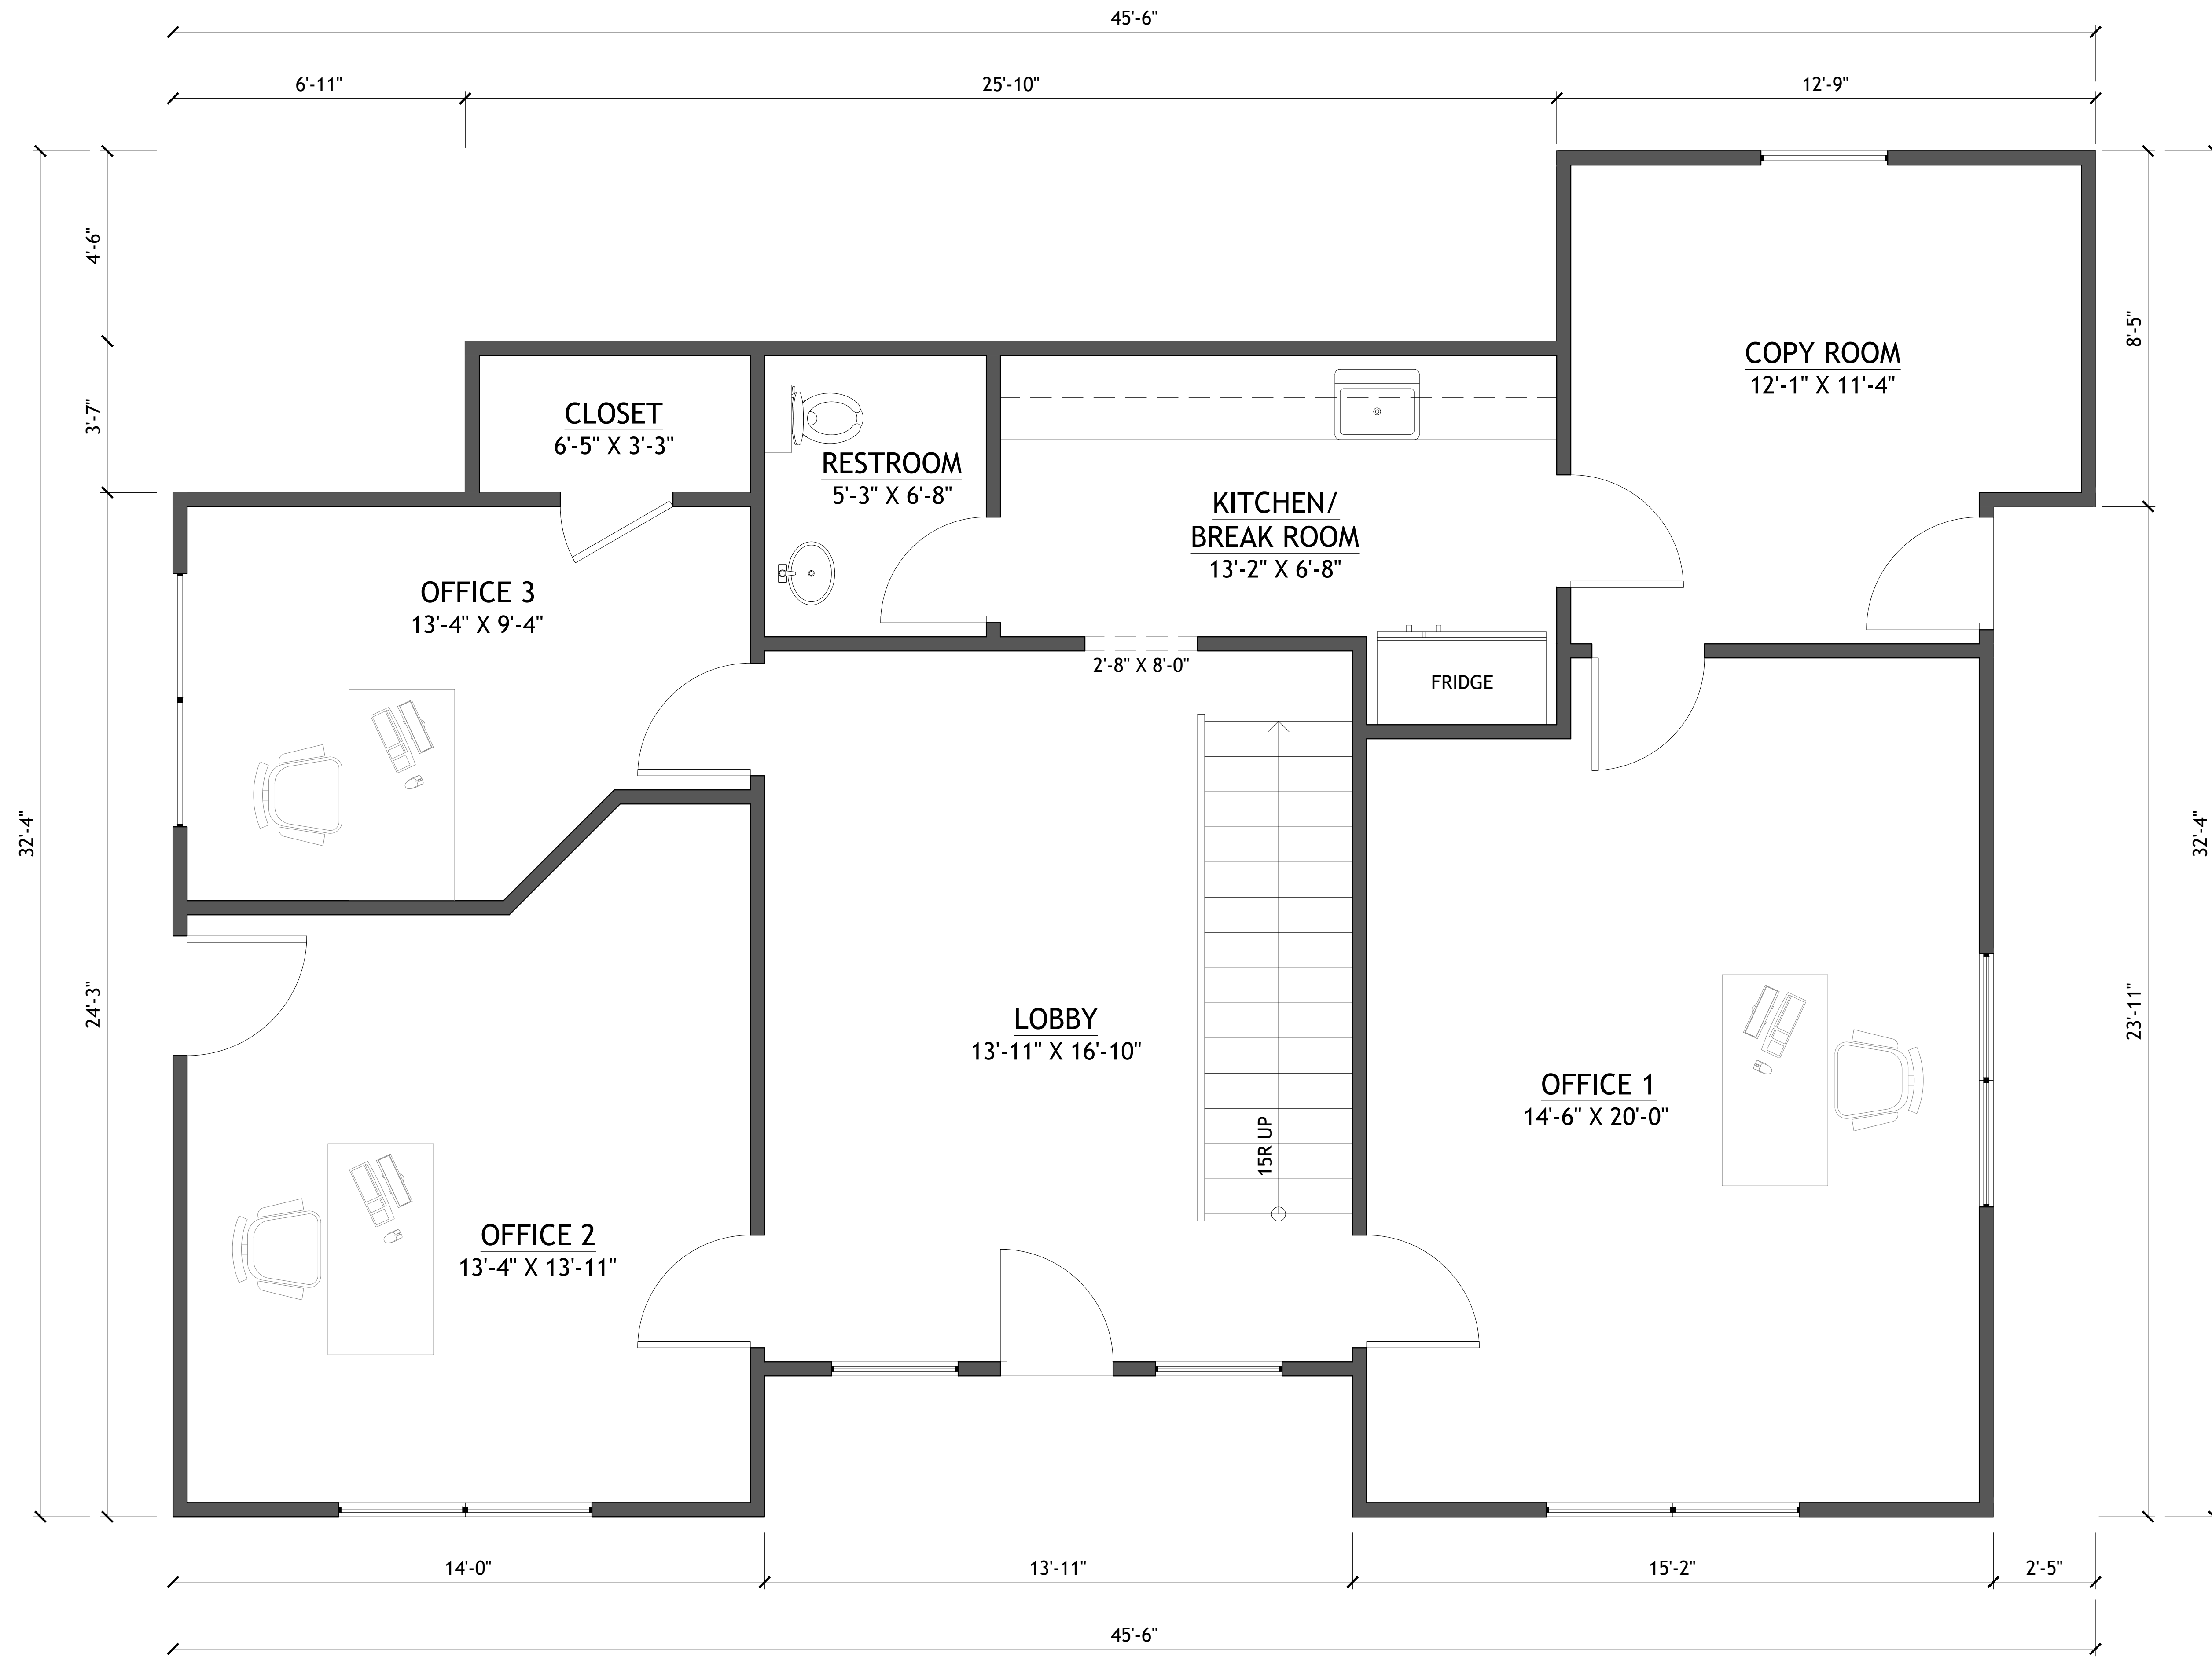 45'-6"
6'-11"
25'-10"
12'-9"
4'-6"
3'-7"
24'-3"
32'-4"
8'-5"
23'-11"
32'-4"
COPY ROOM
12'-1" X 11'-4"
CLOSET
6'-5" X 3'-3"
RESTROOM
5'-3" X 6'-8"
KITCHEN/
BREAK ROOM
13'-2" X 6'-8"
OFFICE 3
13'-4" X 9'-4"
2'-8" X 8'-0"
FRIDGE
LOBBY
13'-11" X 16'-10"
15R UP
OFFICE 1
14'-6" X 20'-0"
OFFICE 2
13'-4" X 13'-11"
14'-0"
13'-11"
15'-2"
2'-5"
45'-6"